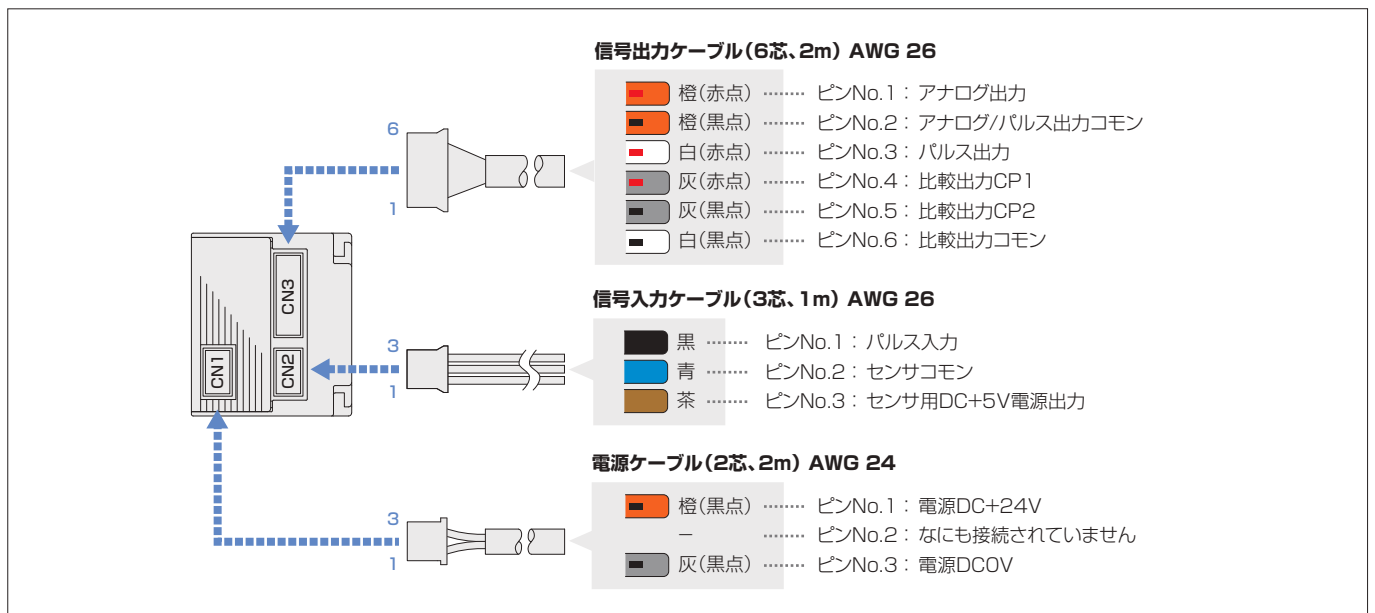 信号出力ケーブル(6芯、2m) AWG 26
橙(赤点) ……… ピンNo.1： アナログ出力
橙(黒点) ……… ピンNo.2： アナログ/パルス出力コモン
白(赤点) ……… ピンNo.3： パルス出力
灰(赤点) ……… ピンNo.4： 比較出力CP1
灰(黒点) ……… ピンNo.5： 比較出力CP2
白(黒点) ……… ピンNo.6： 比較出力コモン
6
1
CN3
CN2
CN1
信号入力ケーブル(3芯、1m) AWG 26
黒 ……… ピンNo.1： パルス入力
青 ……… ピンNo.2： センサコモン
茶 ……… ピンNo.3： センサ用DC+5V電源出力
3
1
電源ケーブル(2芯、2m) AWG 24
橙(黒点) ……… ピンNo.1： 電源DC+24V
− ……… ピンNo.2： なにも接続されていません
灰(黒点) ……… ピンNo.3： 電源DC0V
3
1